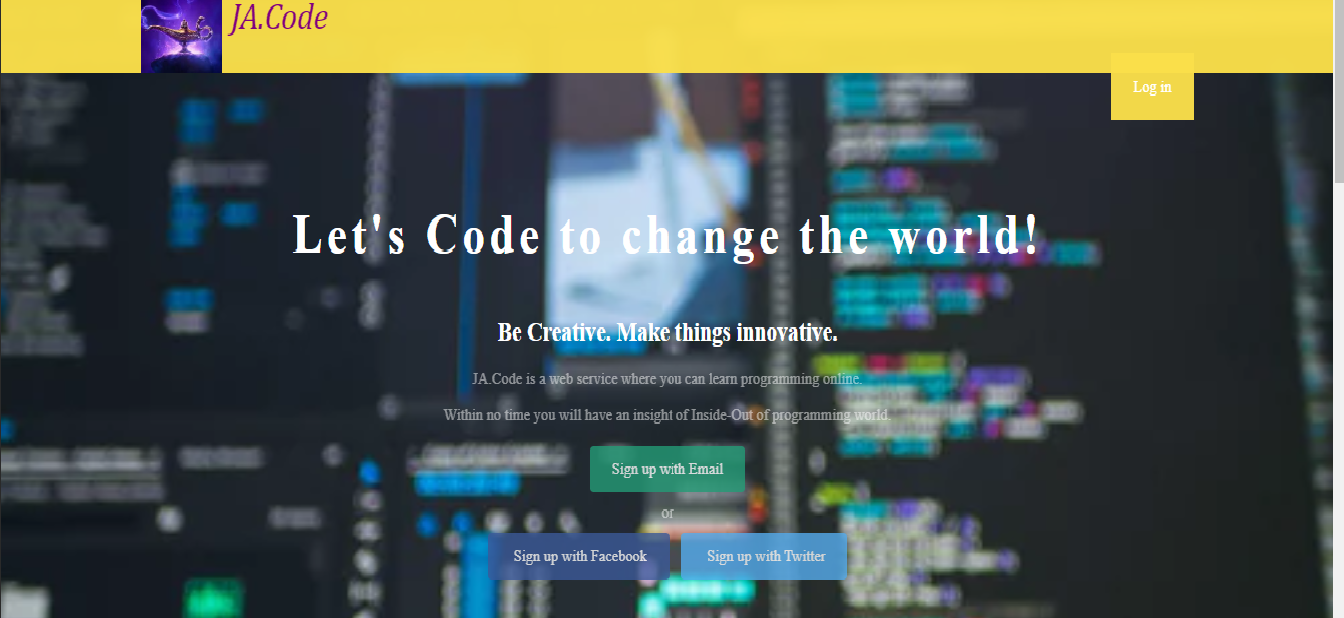 JA.Code
Log in
Let's Code to change the world!
Be Creative. Make things innovative.
JA.Code is a web service where you can learn programming online.
Within no time you will have an insight of Inside-Out of programming world.
Sign up with Email
or
Sign up with Facebook
Sign up with Twitter